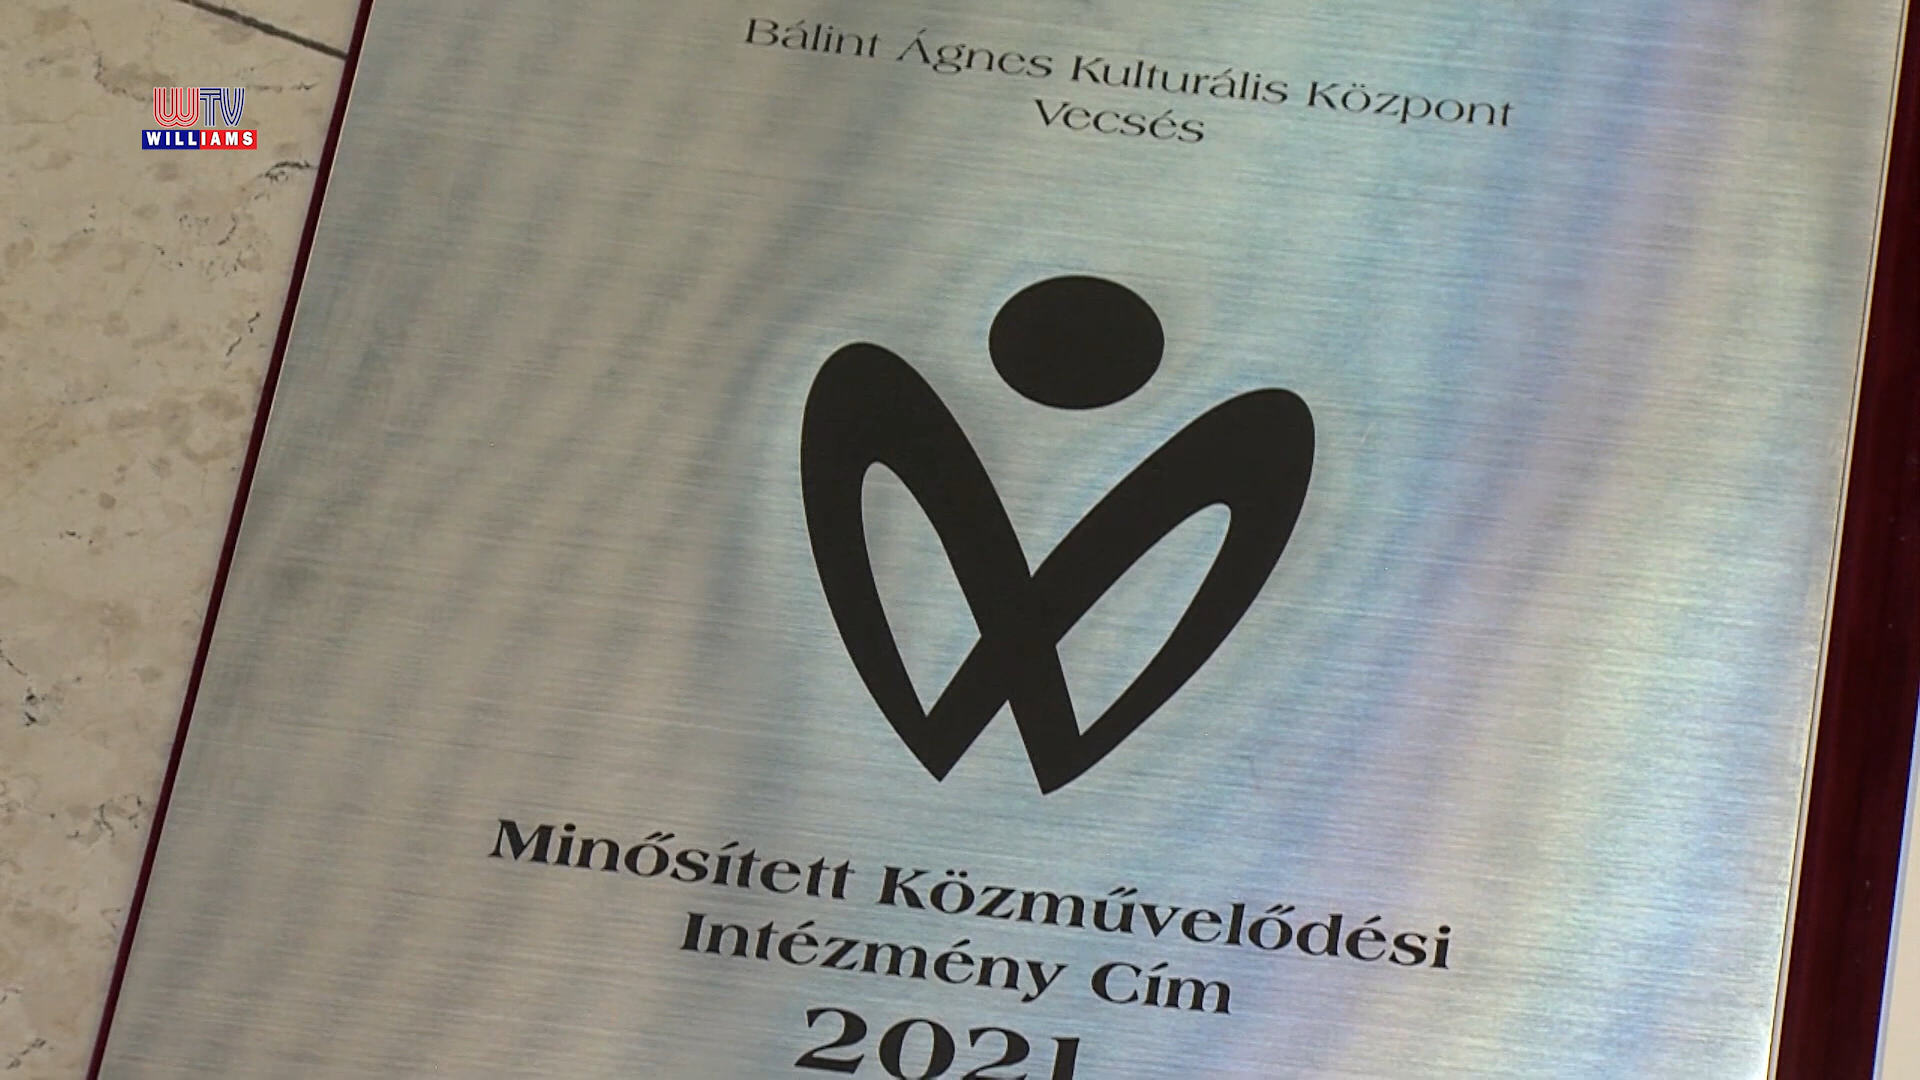 Bálint Ágnes Kulturális Központ
Vecsés
WTV
WILLIAMS
Minősített Közművelődési
Intézmény Cím
2021